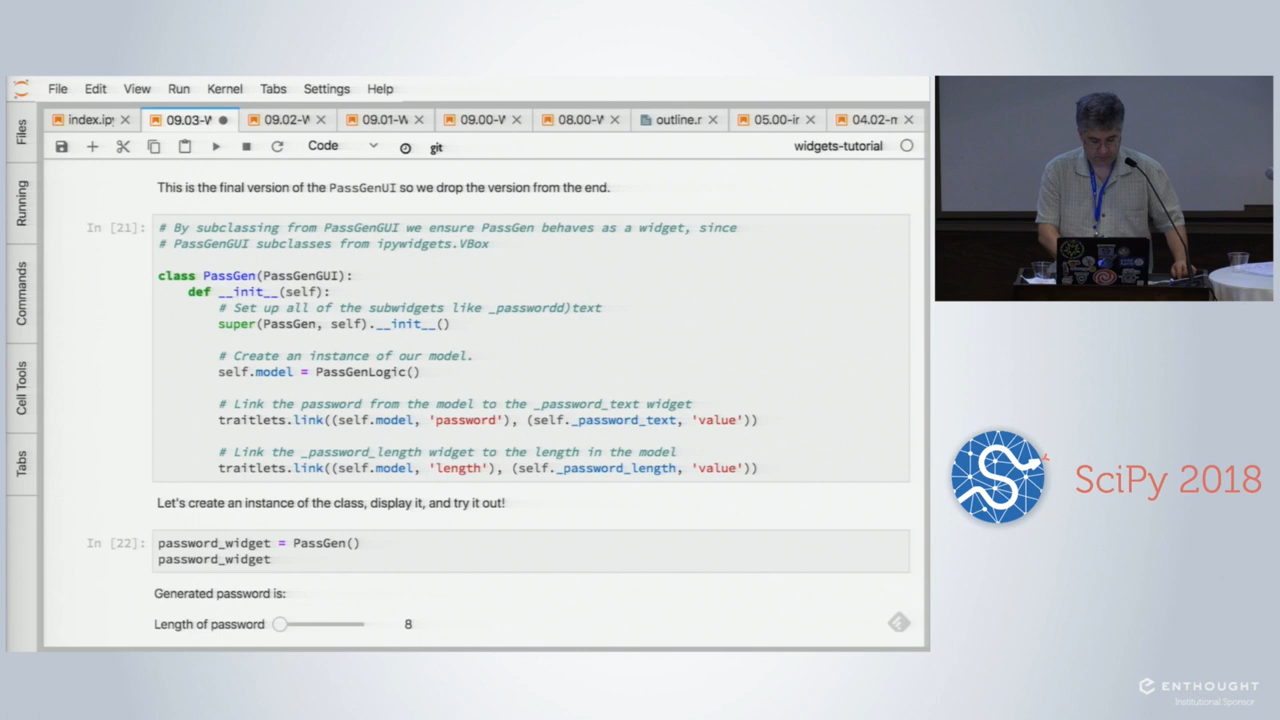 File Edit View Run Kernel Tabs Settings Help
index.ipy 09.03-W 09.02-W 09.01-W 09.00-W 08.00-W outline.r 05.00-ir 04.02-m
Code git widgets-tutorial
Files
Running
Commands
Cell Tools
Tabs
This is the final version of the PassGenUI so we drop the version from the end.
In [21]:
# By subclassing from PassGenGUI we ensure PassGen behaves as a widget, since
# PassGenGUI subclasses from ipywidgets.VBox
class PassGen(PassGenGUI):
def __init__(self):
# Set up all of the subwidgets like _passwordd)text
super(PassGen, self).__init__()
# Create an instance of our model.
self.model = PassGenLogic()
# Link the password from the model to the _password_text widget
traitlets.link((self.model, 'password'), (self._password_text, 'value'))
# Link the _password_length widget to the length in the model
traitlets.link((self.model, 'length'), (self._password_length, 'value'))
Let's create an instance of the class, display it, and try it out!
In [22]:
password_widget = PassGen()
password_widget
Generated password is:
Length of password 8
SciPy 2018
ENTHOUGHT
Institutional Sponsor